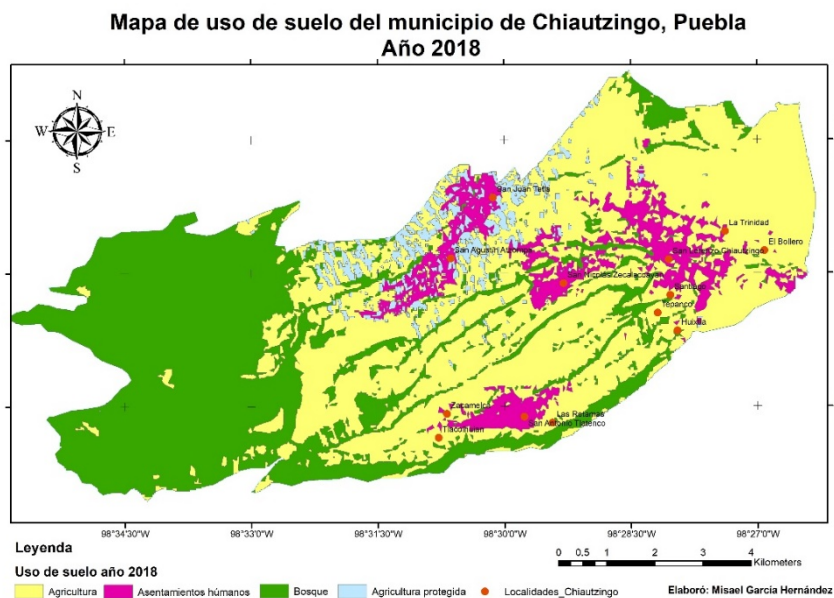 Mapa de uso de suelo del municipio de Chiautzingo, Puebla
Año 2018
N
W E
S
San Juan Tetla
La Trinidad
El Bollero
San Agustín Atzompa
San Lorenzo Chiautzingo
San Nicolás Zecalacoayan
Santiago
Tepanco
Huixtla
Zacamelca
Las Retamas
San Antonio Tlatenco
98°34'30"W 98°33'0"W 98°31'30"W 98°30'0"W 98°28'30"W 98°27'0"W
Leyenda
0 0,5 1 2 3 4
Kilometers
Uso de suelo año 2018
Agricultura Asentamientos húmanos Bosque Agricultura protegida Localidades_Chiautzingo Elaboró: Misael Garcia Hernández